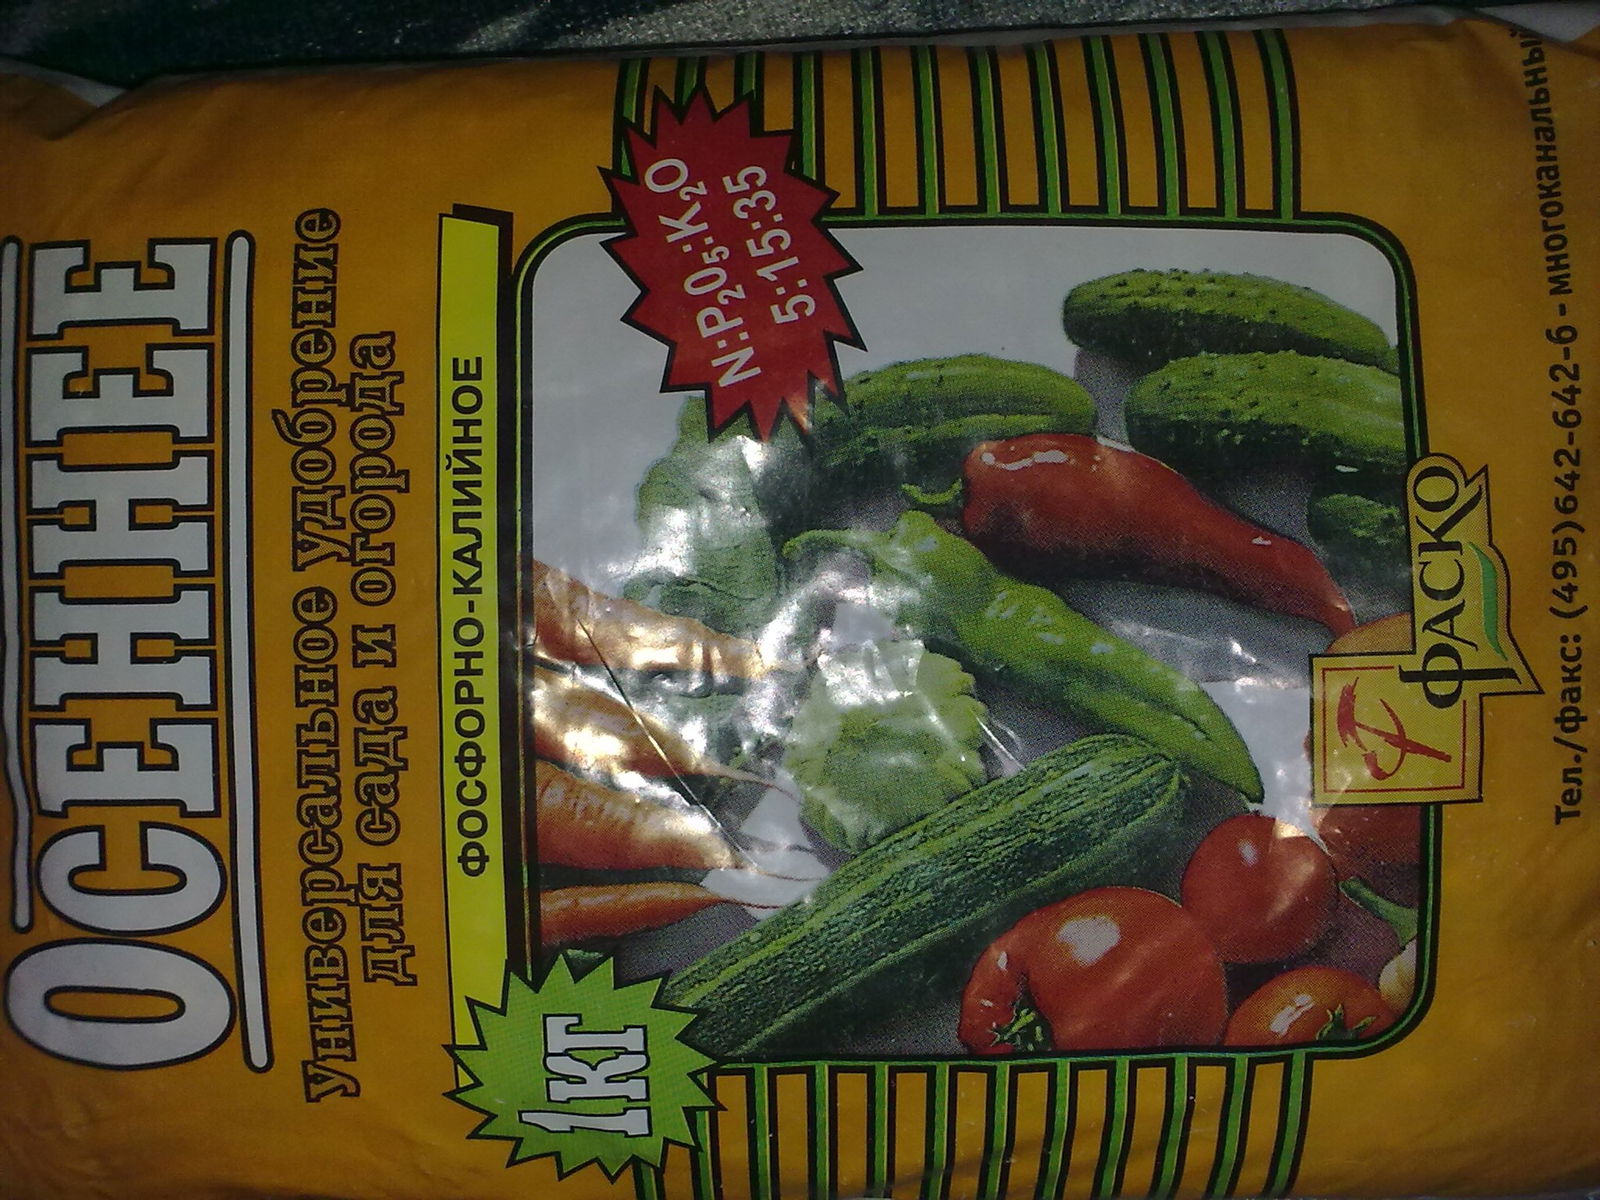 ОСЕННЕЕ
Универсальное удобрение
для сада и огорода
ФОСФОРНО-КАЛИЙНОЕ
N:P₂0₅:K₂O
5:15:35
1КГ
Ф
ФАСКО
Тел./факс: (495)642-642-6 - многоканальный